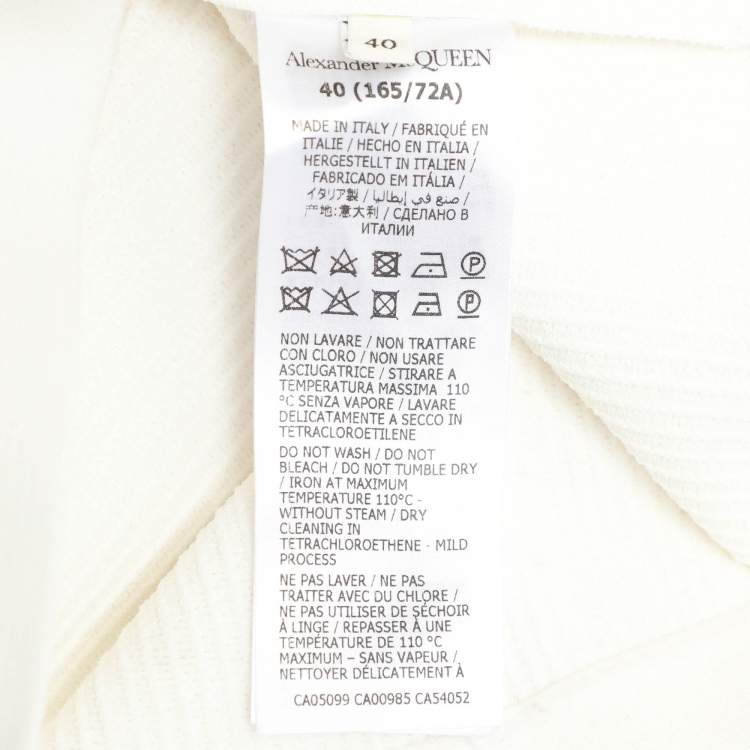 40
Alexander McQUEEN
40 (165/72A)
MADE IN ITALY / FABRIQUÉ EN
ITALIE / HECHO EN ITALIA /
HERGESTELLT IN ITALIEN /
FABRICADO EM ITÁLIA /
イタリア製 / صنع في إيطاليا /
产地:意大利 / СДЕЛАНО В
ИТАЛИИ
P
P
NON LAVARE / NON TRATTARE
CON CLORO / NON USARE
ASCIUGATRICE / STIRARE A
TEMPERATURA MASSIMA 110
°C SENZA VAPORE / LAVARE
DELICATAMENTE A SECCO IN
TETRACLOROETILENE
DO NOT WASH / DO NOT
BLEACH / DO NOT TUMBLE DRY
/ IRON AT MAXIMUM
TEMPERATURE 110°C -
WITHOUT STEAM / DRY
CLEANING IN
TETRACHLOROETHENE - MILD
PROCESS
NE PAS LAVER / NE PAS
TRAITER AVEC DU CHLORE /
NE PAS UTILISER DE SÉCHOIR
À LINGE / REPASSER À UNE
TEMPÉRATURE DE 110 °C
MAXIMUM – SANS VAPEUR /
NETTOYER DÉLICATEMENT À
CA05099 CA00985 CA54052